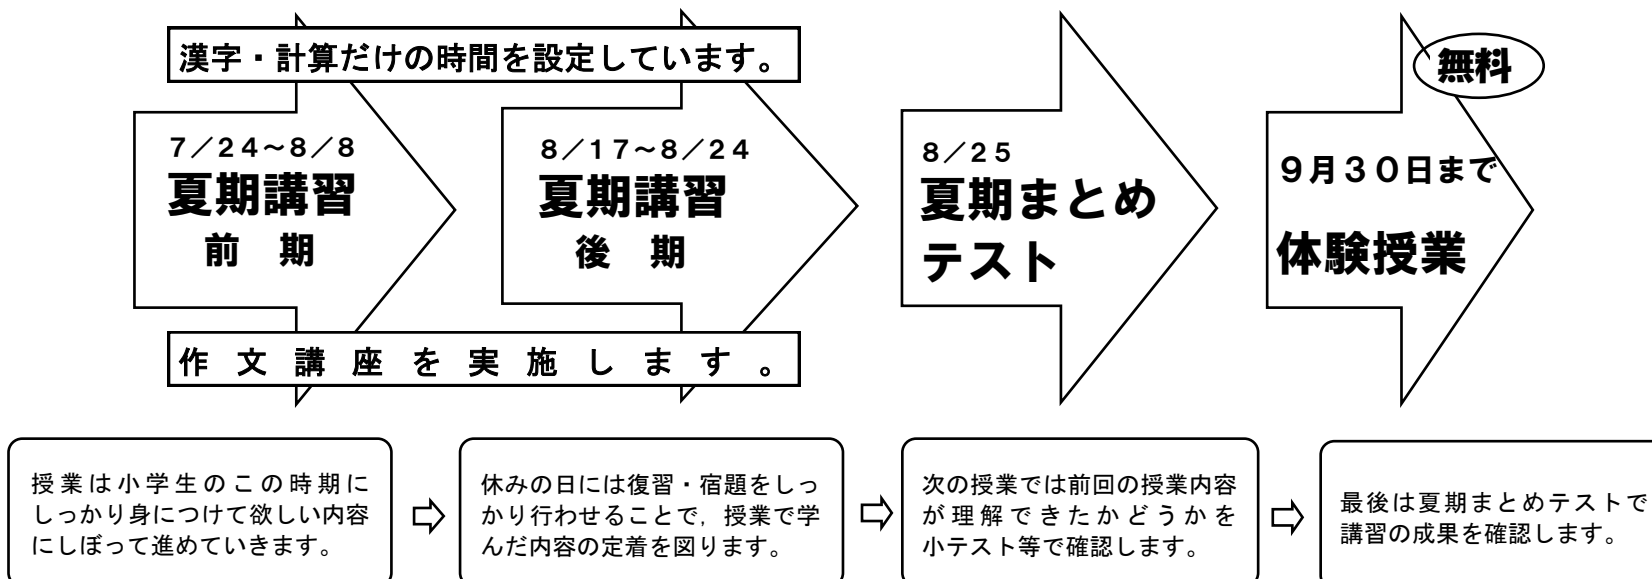 漢字・計算だけの時間を設定しています。
７／２４～８／８
夏期講習
前　期
８／１７～８／２４
夏期講習
後　期
８／２５
夏期まとめ
テスト
無料
９月３０日まで
体験授業
作文講座を実施します。
授業は小学生のこの時期に
しっかり身につけて欲しい内容
にしぼって進めていきます。
休みの日には復習・宿題をしっ
かり行わせることで，授業で学
んだ内容の定着を図ります。
次の授業では前回の授業内容
が理解できたかどうかを
小テスト等で確認します。
最後は夏期まとめテストで
講習の成果を確認します。